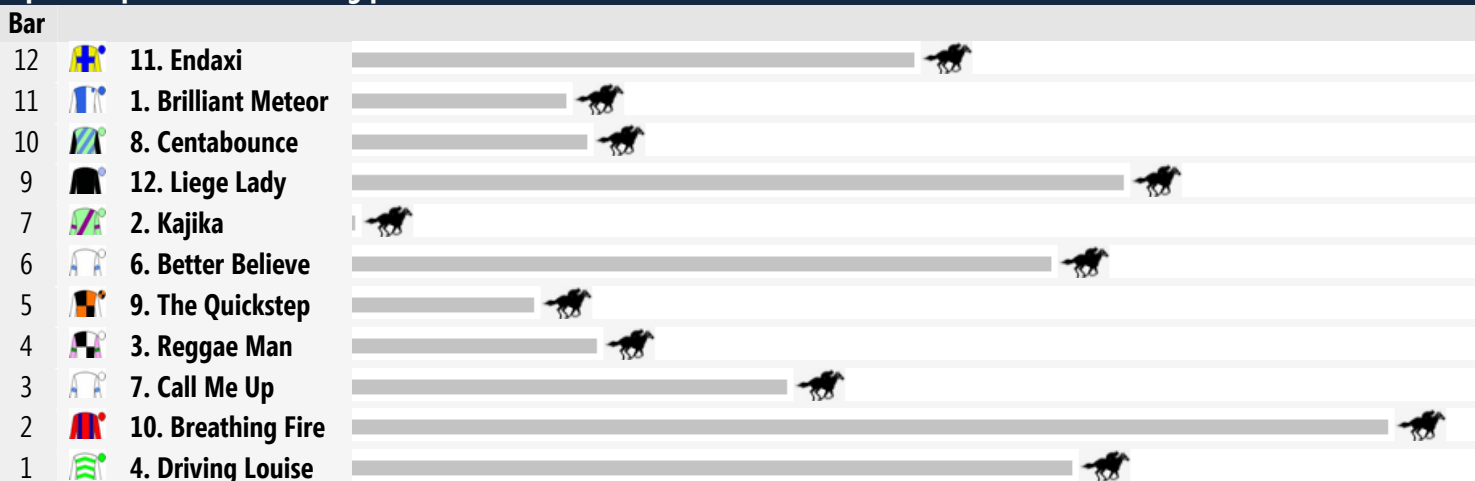 Bar
12 11. Endaxi
11 1. Brilliant Meteor
10 8. Centabounce
9 12. Liege Lady
7 2. Kajika
6 6. Better Believe
5 9. The Quickstep
4 3. Reggae Man
3 7. Call Me Up
2 10. Breathing Fire
1 4. Driving Louise